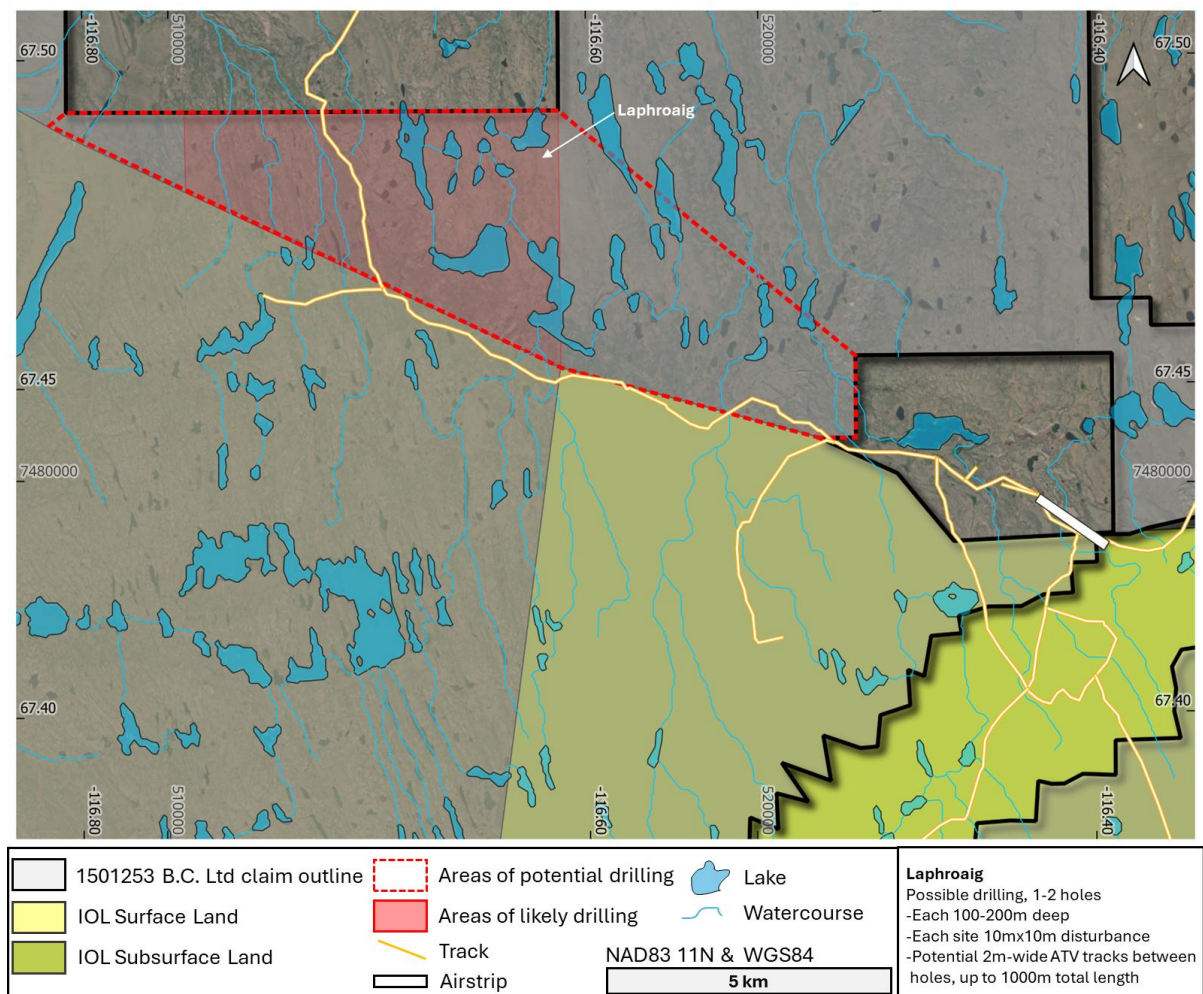 -116.80
510000
-116.60
520000
-116.40
67.50
67.50
Laphroaig
67.45
67.45
7480000
7480000
67.40
67.40
-116.80
510000
-116.60
520000
-116.40
1501253 B.C. Ltd claim outline
IOL Surface Land
IOL Subsurface Land
Areas of potential drilling
Areas of likely drilling
Track
Airstrip
Lake
Watercourse
NAD83 11N & WGS84
5 km
Laphroaig
Possible drilling, 1-2 holes
-Each 100-200m deep
-Each site 10mx10m disturbance
-Potential 2m-wide ATV tracks between
holes, up to 1000m total length